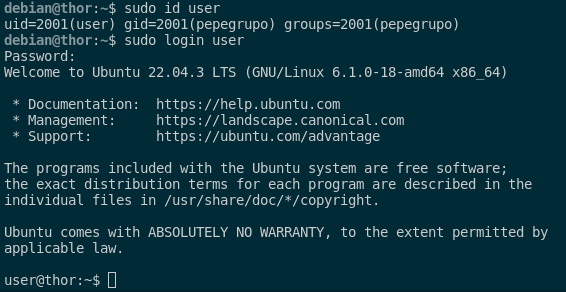 debian@thor:~$ sudo id user
uid=2001(user) gid=2001(pepegrupo) groups=2001(pepegrupo)
debian@thor:~$ sudo login user
Password:
Welcome to Ubuntu 22.04.3 LTS (GNU/Linux 6.1.0-18-amd64 x86_64)

 * Documentation:  https://help.ubuntu.com
 * Management:     https://landscape.canonical.com
 * Support:        https://ubuntu.com/advantage

The programs included with the Ubuntu system are free software;
the exact distribution terms for each program are described in the
individual files in /usr/share/doc/*/copyright.

Ubuntu comes with ABSOLUTELY NO WARRANTY, to the extent permitted by
applicable law.

user@thor:~$